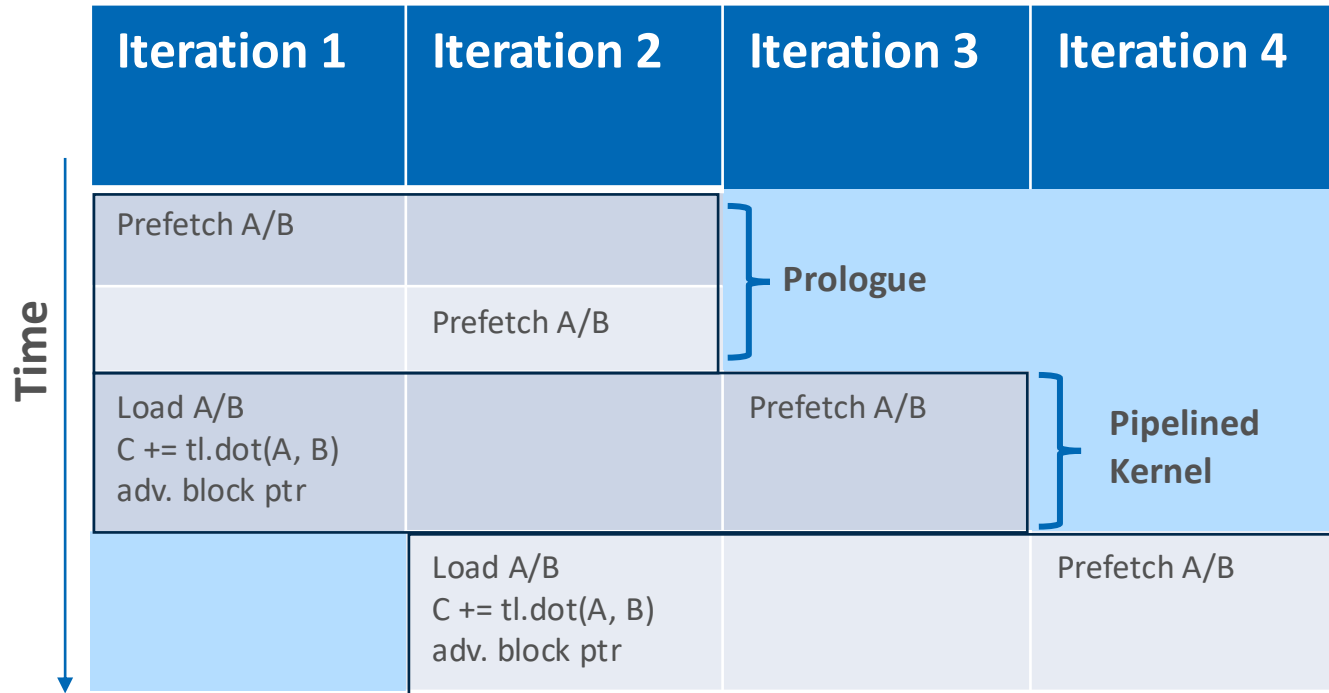 Iteration 1
Iteration 2
Iteration 3
Iteration 4
Time
Prefetch A/B
Prologue
Prefetch A/B
Load A/B
C += tl.dot(A, B)
adv. block ptr
Prefetch A/B
Pipelined
Kernel
Load A/B
C += tl.dot(A, B)
adv. block ptr
Prefetch A/B